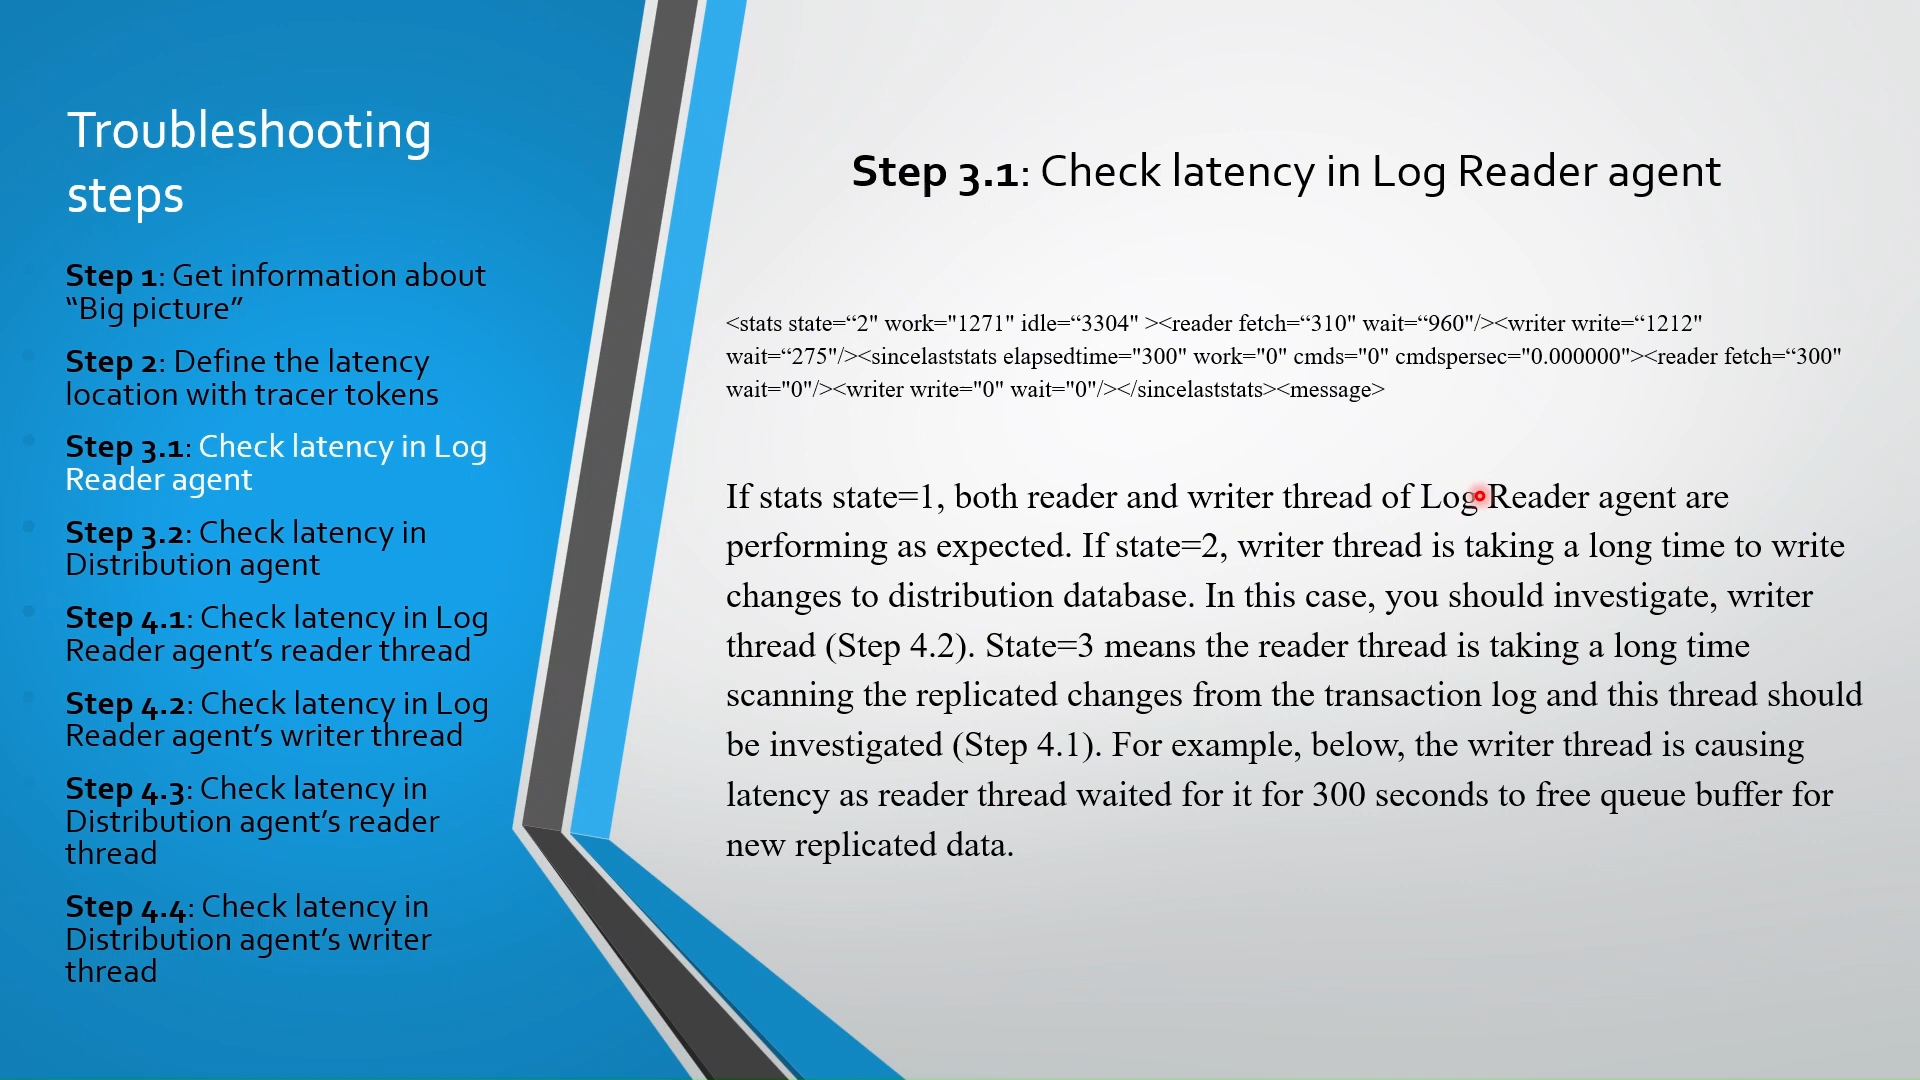 Troubleshooting
steps
Step 1: Get information about
“Big picture”
Step 2: Define the latency
location with tracer tokens
Step 3.1: Check latency in Log
Reader agent
Step 3.2: Check latency in
Distribution agent
Step 4.1: Check latency in Log
Reader agent’s reader thread
Step 4.2: Check latency in Log
Reader agent’s writer thread
Step 4.3: Check latency in
Distribution agent’s reader
thread
Step 4.4: Check latency in
Distribution agent’s writer
thread
Step 3.1: Check latency in Log Reader agent
<stats state=“2" work="1271" idle=“3304" ><reader fetch=“310" wait=“960"/><writer write=“1212"
wait=“275"/><sincelaststats elapsedtime="300" work="0" cmds="0" cmdspersec="0.000000"><reader fetch=“300"
wait="0"/><writer write="0" wait="0"/></sincelaststats><message>
If stats state=1, both reader and writer thread of Log Reader agent are
performing as expected. If state=2, writer thread is taking a long time to write
changes to distribution database. In this case, you should investigate, writer
thread (Step 4.2). State=3 means the reader thread is taking a long time
scanning the replicated changes from the transaction log and this thread should
be investigated (Step 4.1). For example, below, the writer thread is causing
latency as reader thread waited for it for 300 seconds to free queue buffer for
new replicated data.